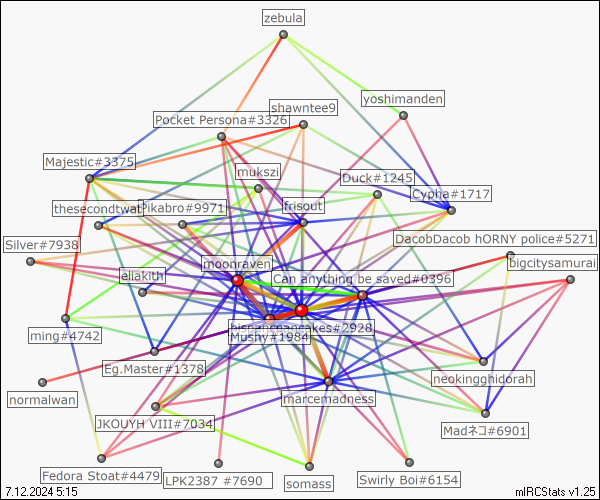 zebula
yoshimanden
shawntee9
Pocket Persona#3326
Majestic#3375
mukszi
Duck#1245
Cypha#1717
thesecondtwat
Pikabro#9971
frisout
DacobDacob hORNY police#5271
Silver#7938
moonraven
bigcitysamurai
aliakith
Can anything be saved#0396
ming#4742
hispanicpancakes#2928
Mushy#1984
Eg.Master#1378
neokingghidorah
normalwan
marcemadness
JKOUYH VIII#7034
Madネコ#6901
Fedora Stoat#4479
LPK2387 #7690
somass
Swirly Boi#6154
7.12.2024 5:15
mIRCStats v1.25